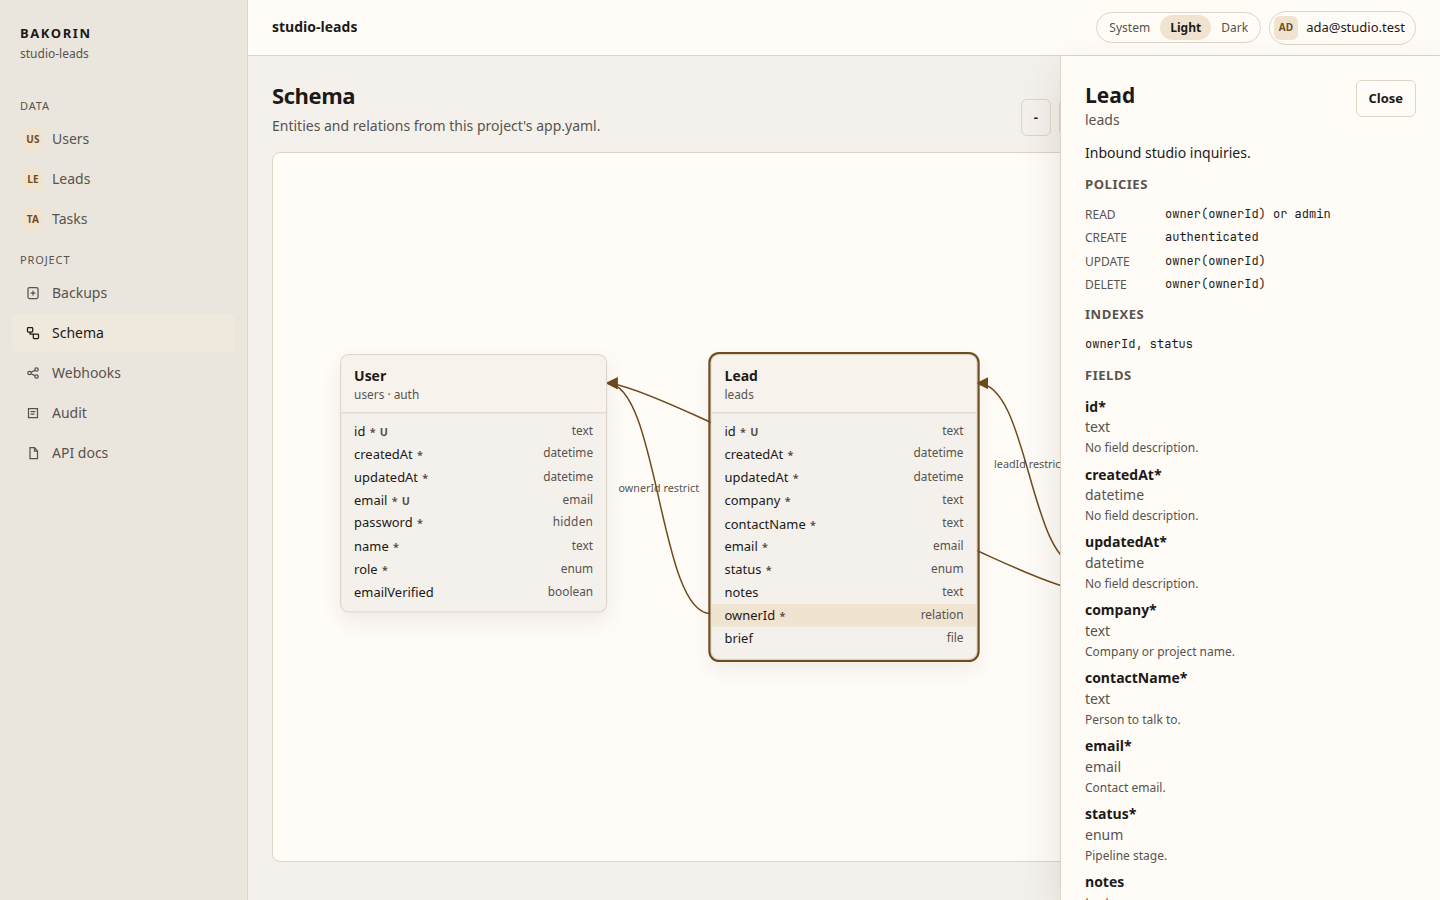 BAKORIN
studio-leads
DATA
US Users
LE Leads
TA Tasks
PROJECT
Backups
Schema
Webhooks
Audit
API docs
studio-leads
System Light Dark
AD ada@studio.test
Schema
Entities and relations from this project's app.yaml.
-
User
users · auth
id * U text
createdAt * datetime
updatedAt * datetime
email * U email
password * hidden
name * text
role * enum
emailVerified boolean
ownerId restrict
Lead
leads
id * U text
createdAt * datetime
updatedAt * datetime
company * text
contactName * text
email * email
status * enum
notes text
ownerId * relation
brief file
leadId restric
Lead
leads
Close
Inbound studio inquiries.
POLICIES
READ owner(ownerId) or admin
CREATE authenticated
UPDATE owner(ownerId)
DELETE owner(ownerId)
INDEXES
ownerId, status
FIELDS
id*
text
No field description.
createdAt*
datetime
No field description.
updatedAt*
datetime
No field description.
company*
text
Company or project name.
contactName*
text
Person to talk to.
email*
email
Contact email.
status*
enum
Pipeline stage.
notes